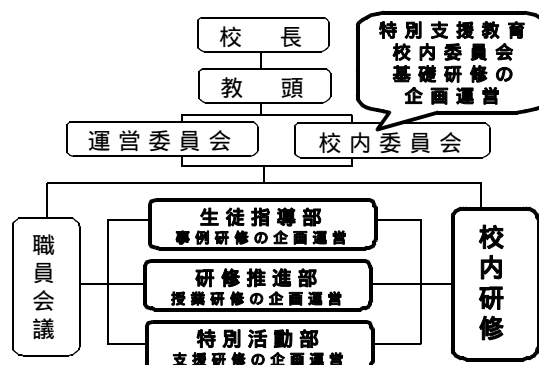 校長
特別支援教育
校内委員会
基礎研修の
企画運営
教頭
運営委員会
校内委員会
職員会議
生徒指導部
事例研修の企画運営
研修推進部
授業研修の企画運営
特別活動部
支援研修の企画運営
校内研修